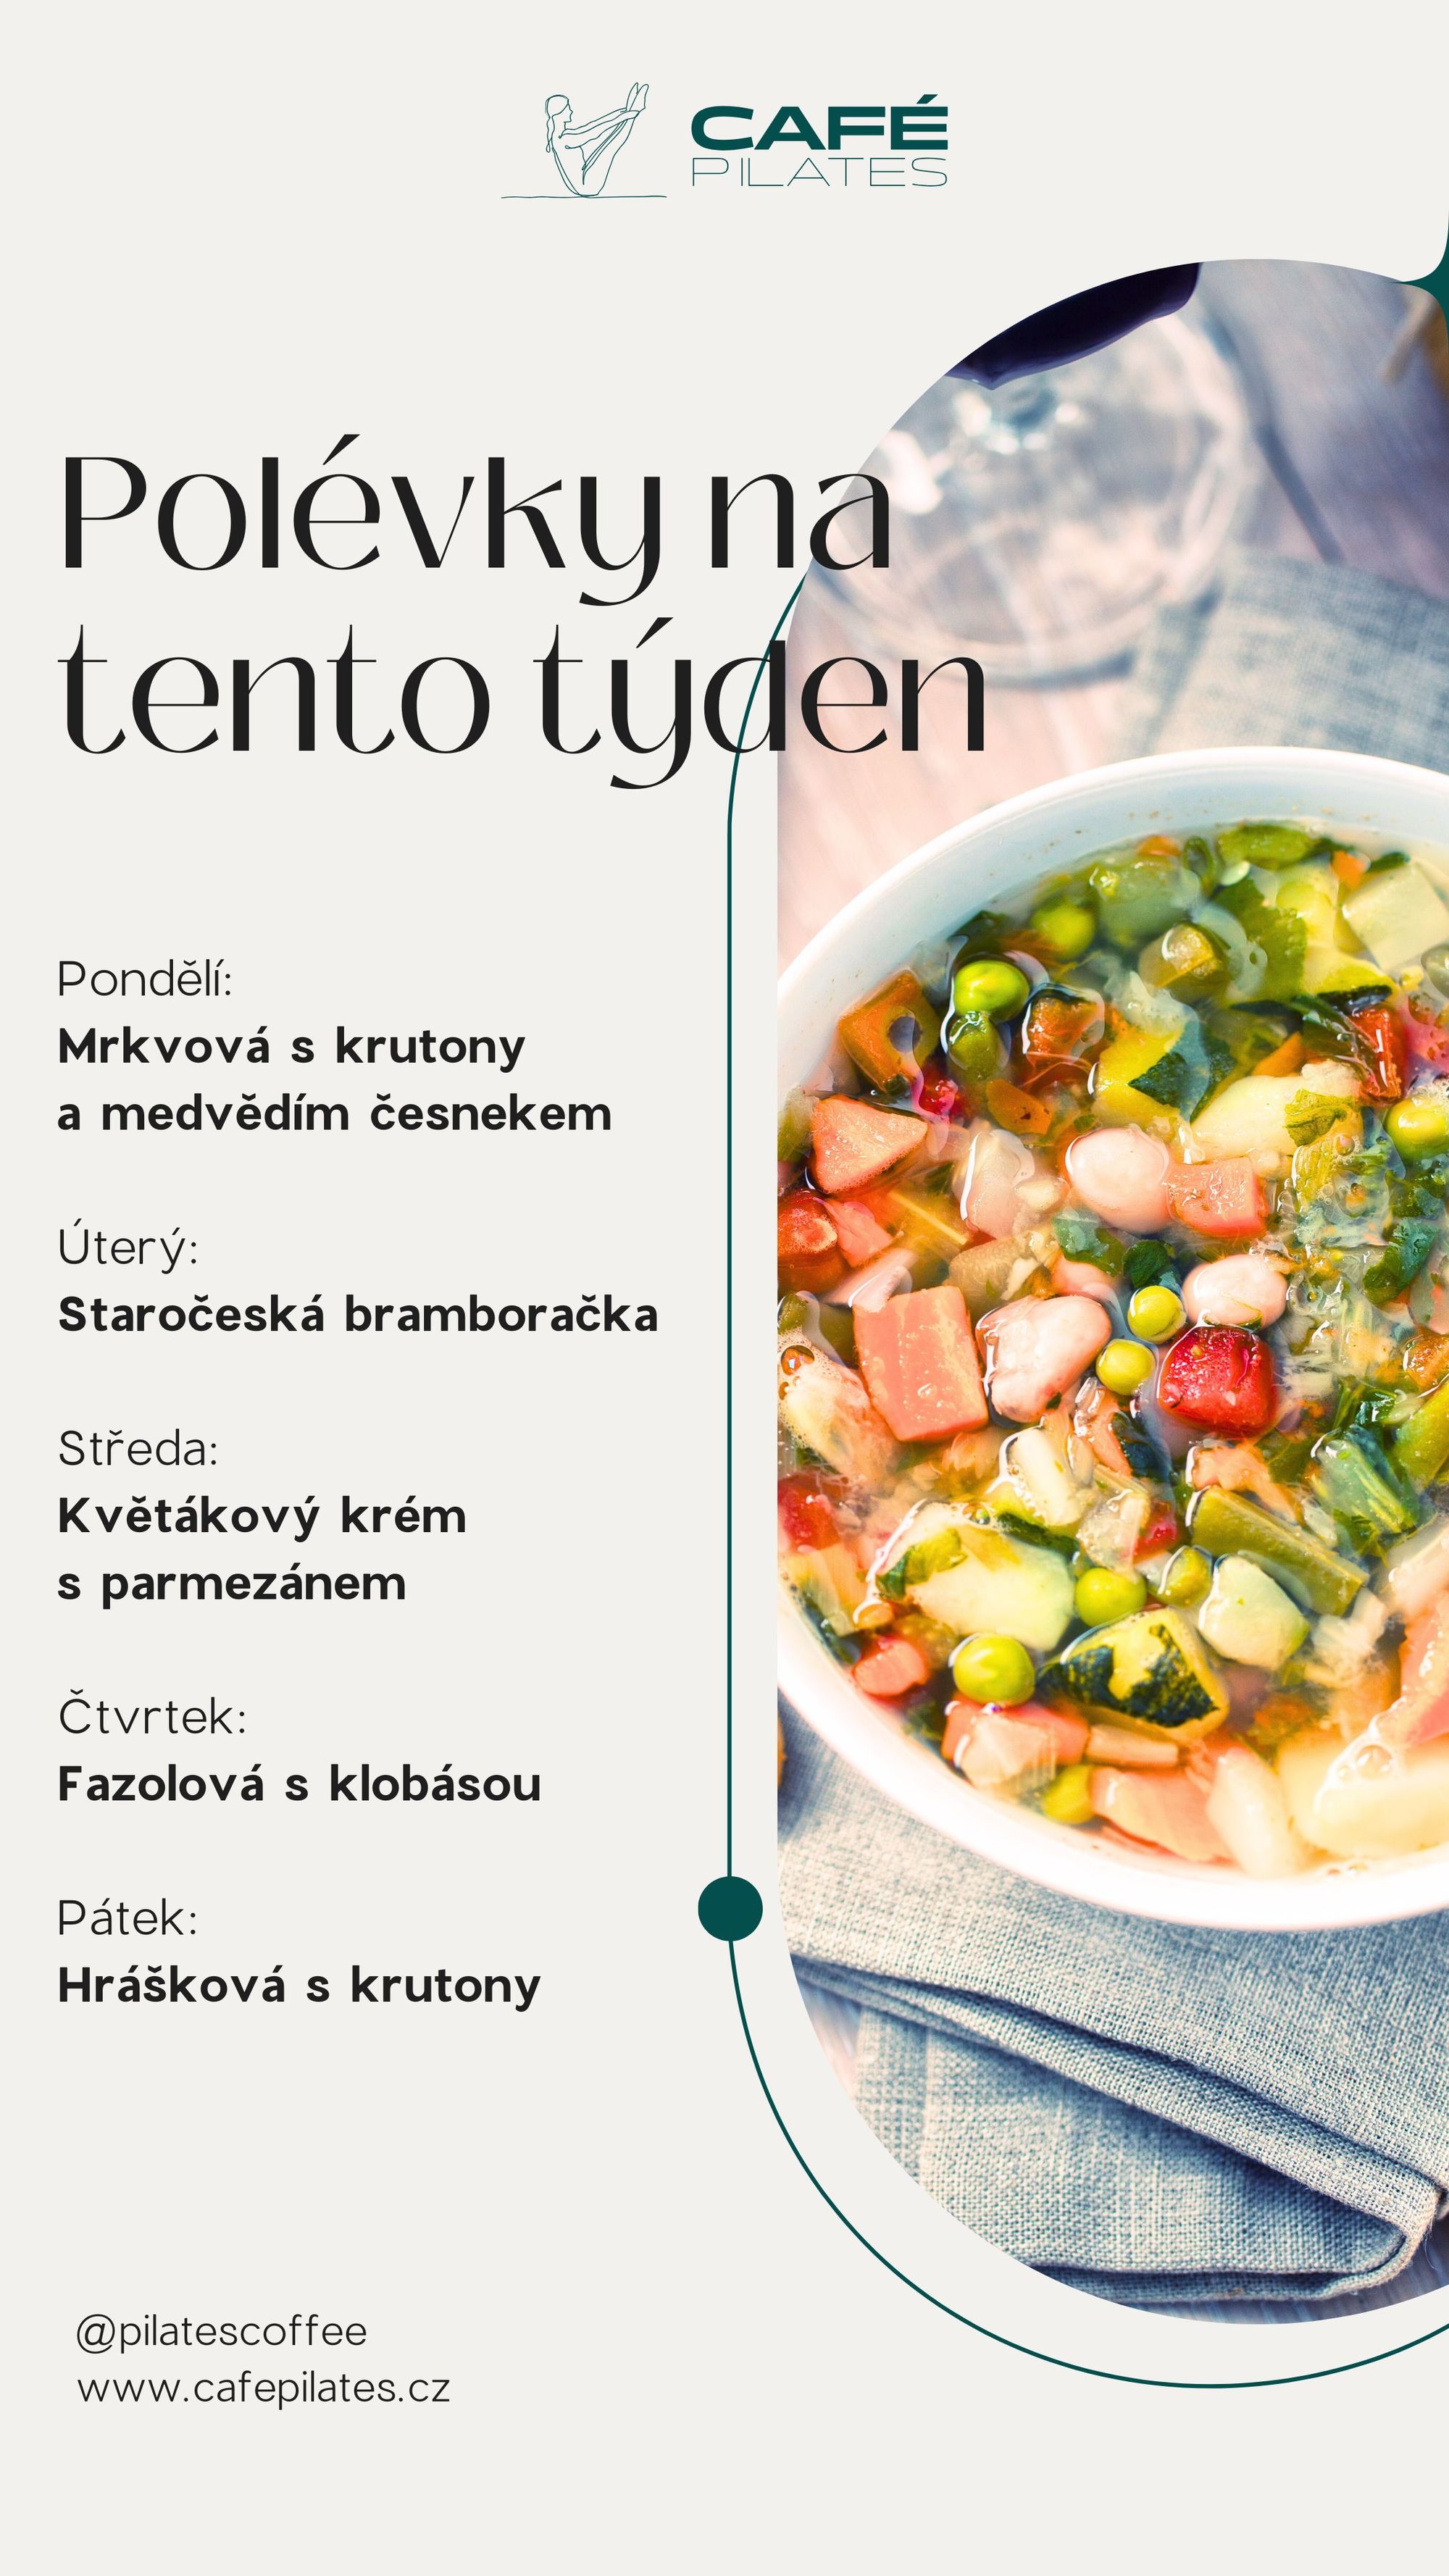 CAFÉ
PILATES
Polévky na
tento týden
Pondělí:
Mrkvová s krutony
a medvědím česnekem
Úterý:
Staročeská bramboračka
Středa:
Květákový krém
s parmezánem
Čtvrtek:
Fazolová s klobásou
Pátek:
Hrášková s krutony
@pilatescoffee
www.cafepilates.cz